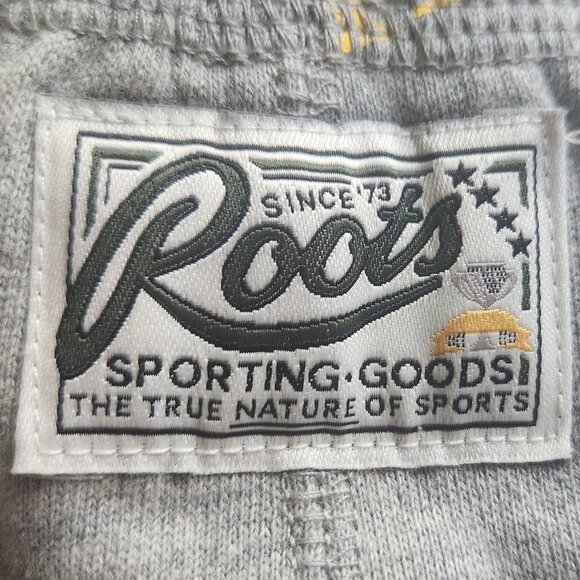 SINCE '73
Roots
SPORTING·GOODS
THE TRUE NATURE OF SPORTS